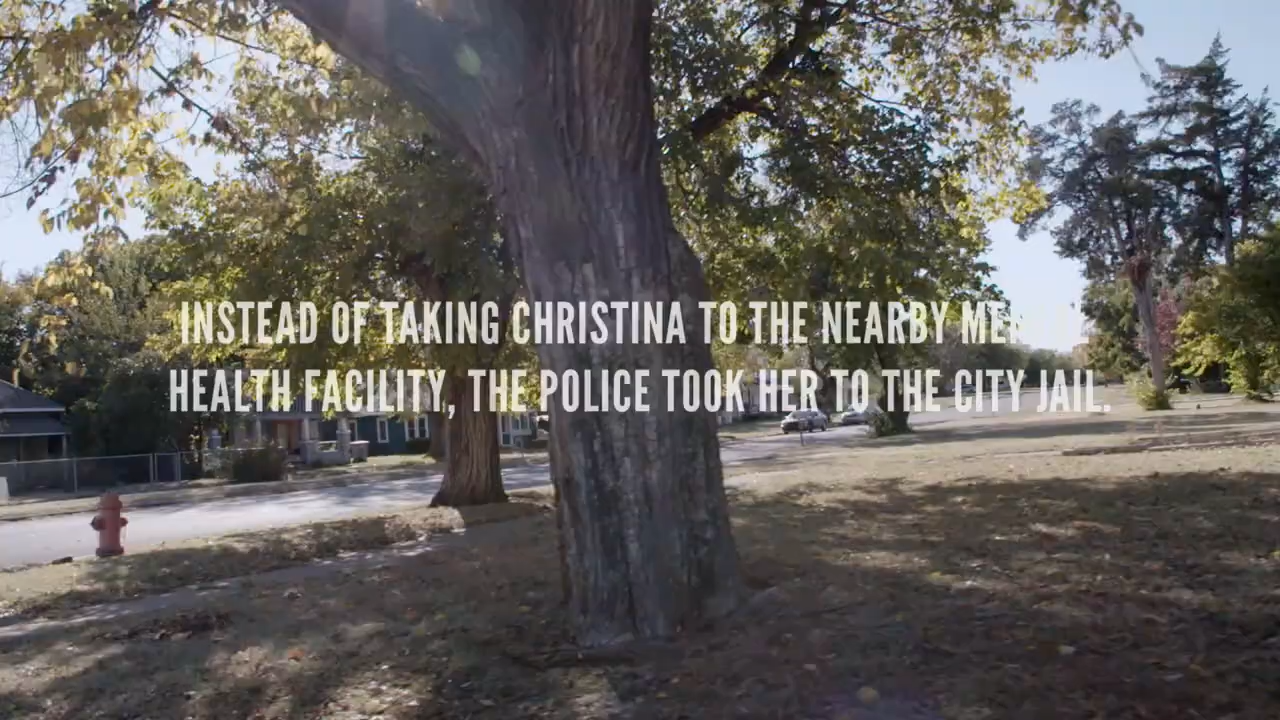 INSTEAD OF TAKING CHRISTINA TO THE NEARBY
HEALTH FACILITY, THE POLICE TOOK HER TO THE CITY JAIL.